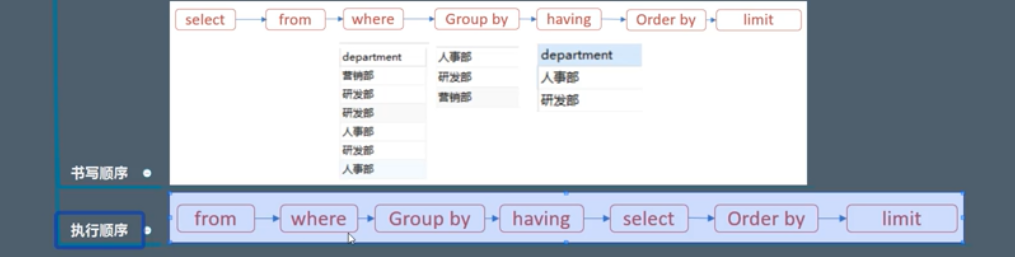 select from where Group by having Order by limit
department 人事部 department
营销部 研发部 人事部
研发部 营销部 研发部
研发部
人事部
研发部
人事部
书写顺序
执行顺序 from where Group by having select Order by limit